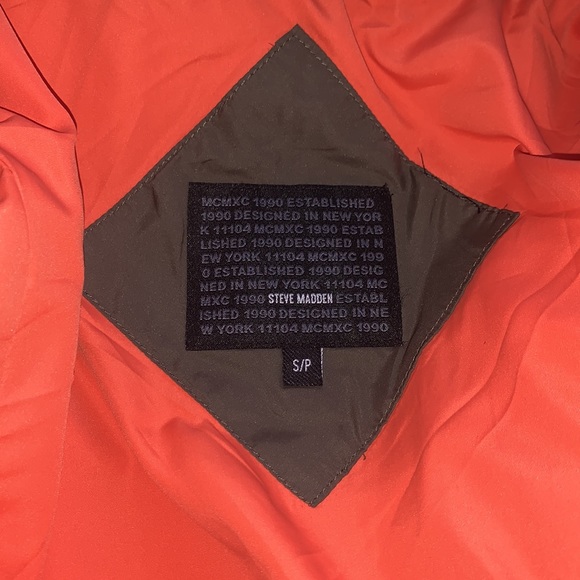 MCMXC 1990 ESTABLISHED
1990 DESIGNED IN NEW YOR
K 11104 MCMXC 1990 ESTAB
LISHED 1990 DESIGNED IN N
EW YORK 11104 MCMXC 199
0 ESTABLISHED 1990 DESIG
NED IN NEW YORK 11104 MC
MXC 1990 STEVE MADDEN ESTABL
ISHED 1990 DESIGNED IN NE
W YORK 11104 MCMXC 1990
S/P